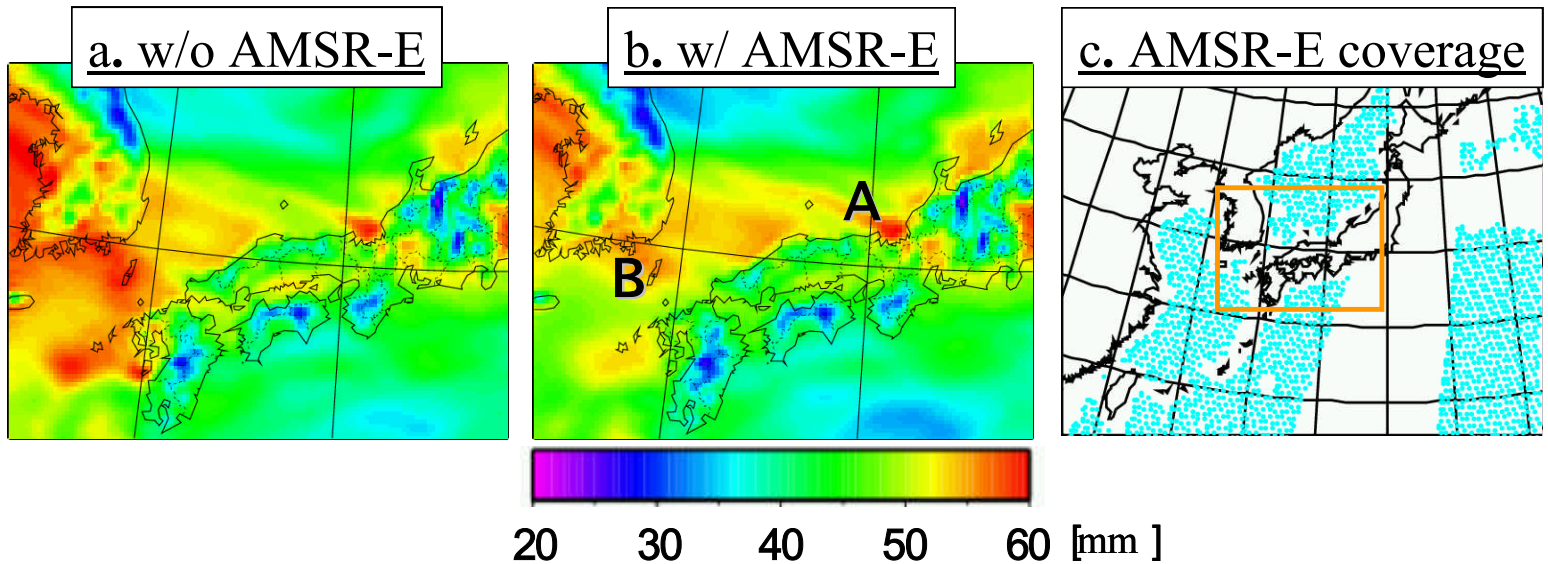 a. w/o AMSR-E
b. w/ AMSR-E
c. AMSR-E coverage
A
B
20 30 40 50 60 [mm ]